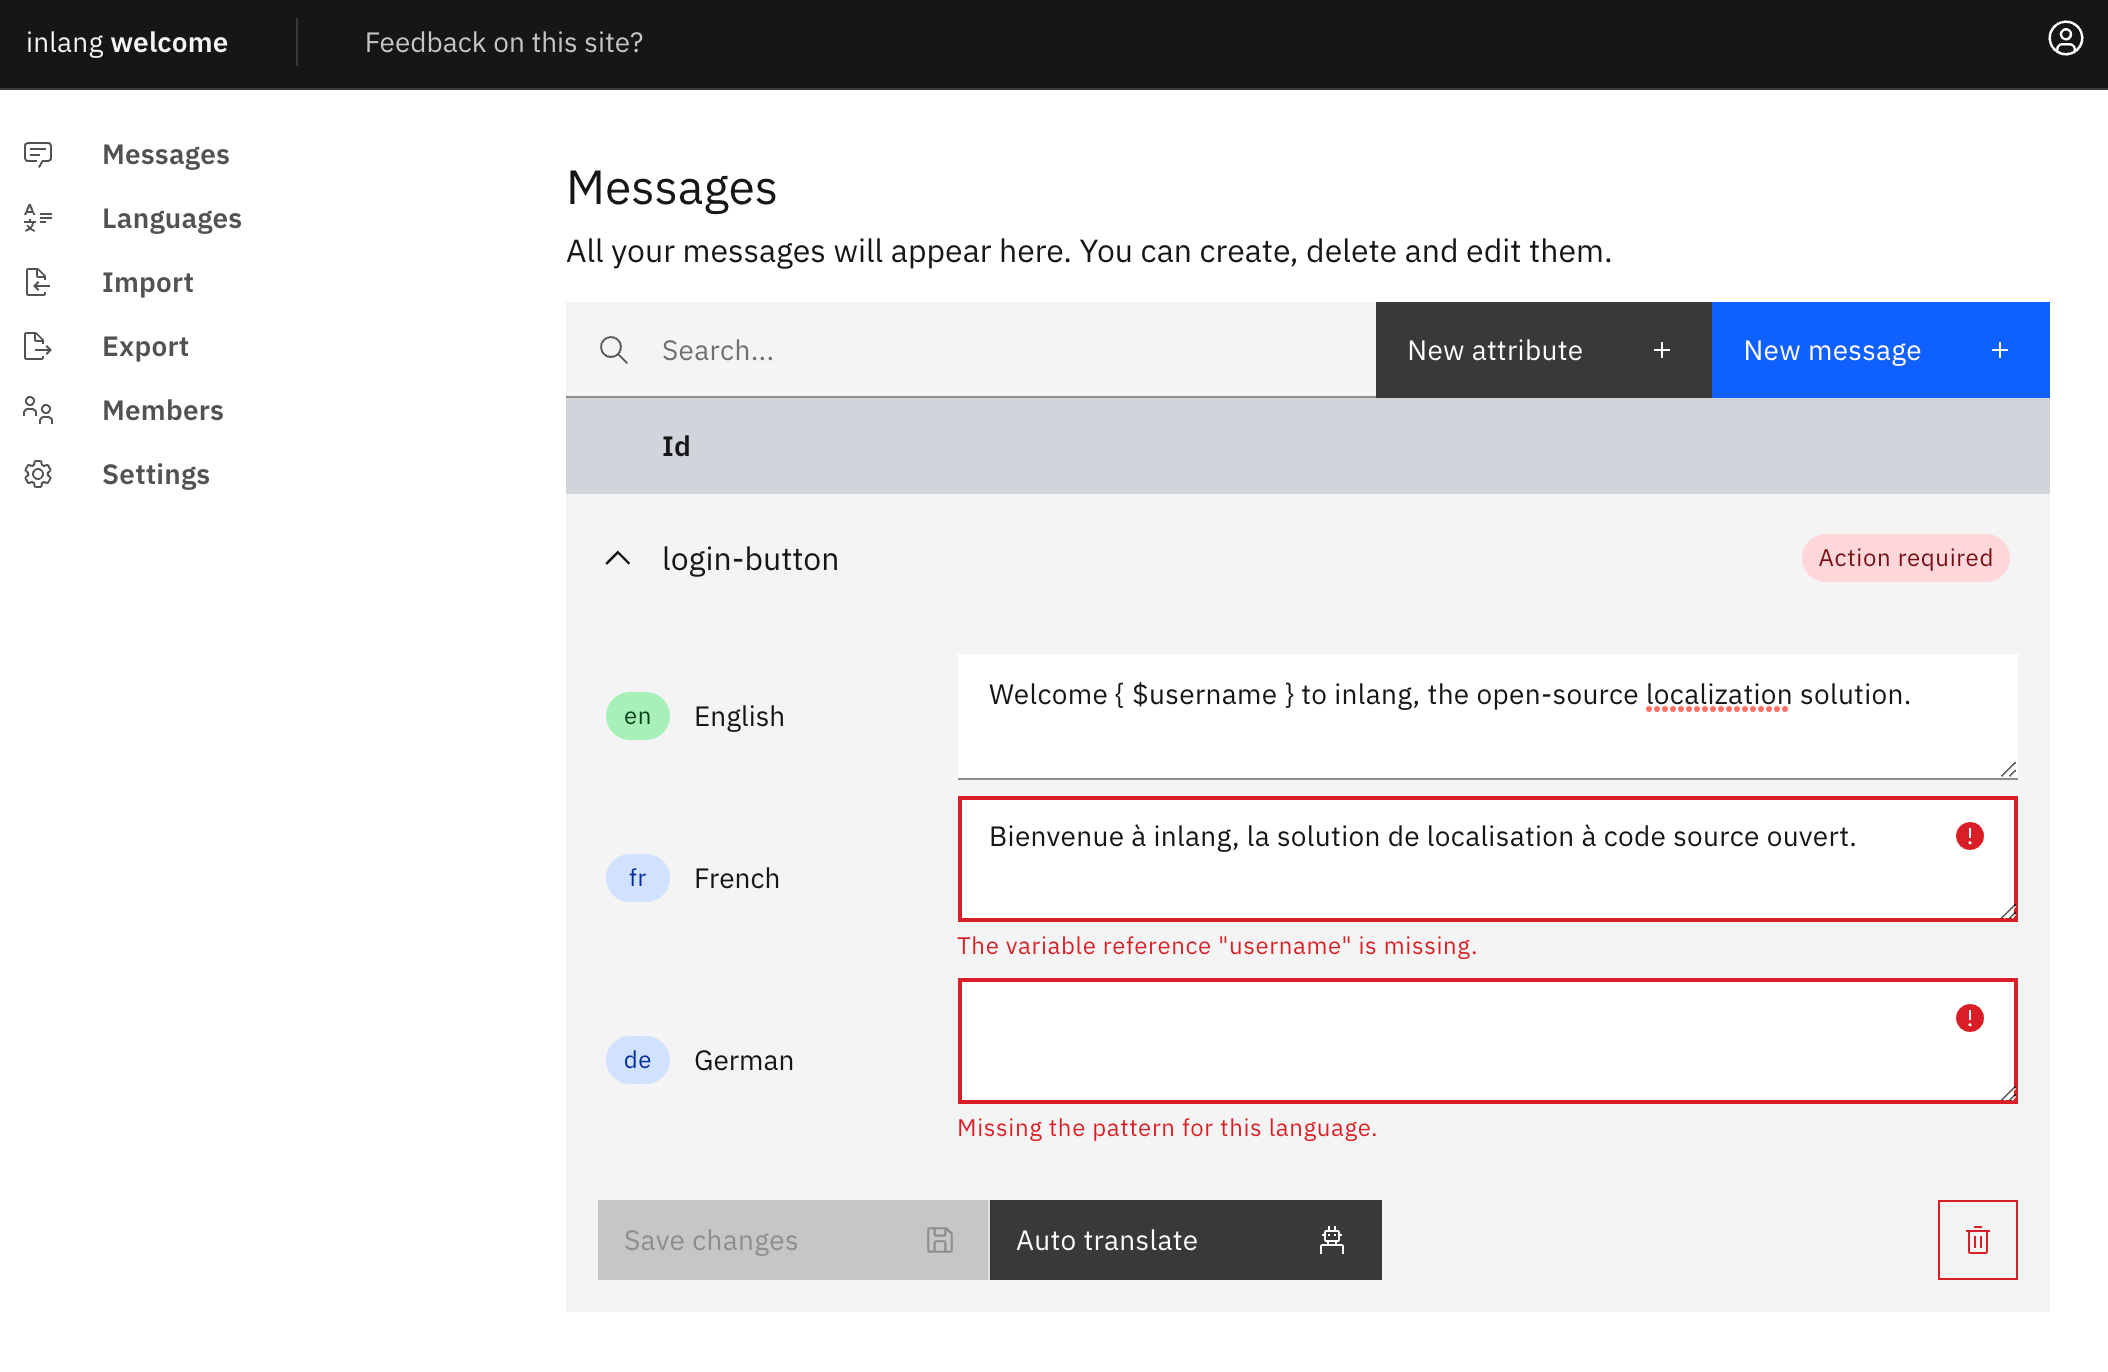 inlang welcome
Feedback on this site?
Messages
Languages
Import
Export
Members
Settings
Messages
All your messages will appear here. You can create, delete and edit them.
Search...
New attribute
New message
Id
login-button
Action required
en
English
Welcome { $username } to inlang, the open-source localization solution.
fr
French
Bienvenue à inlang, la solution de localisation à code source ouvert.
The variable reference "username" is missing.
de
German
Missing the pattern for this language.
Save changes
Auto translate